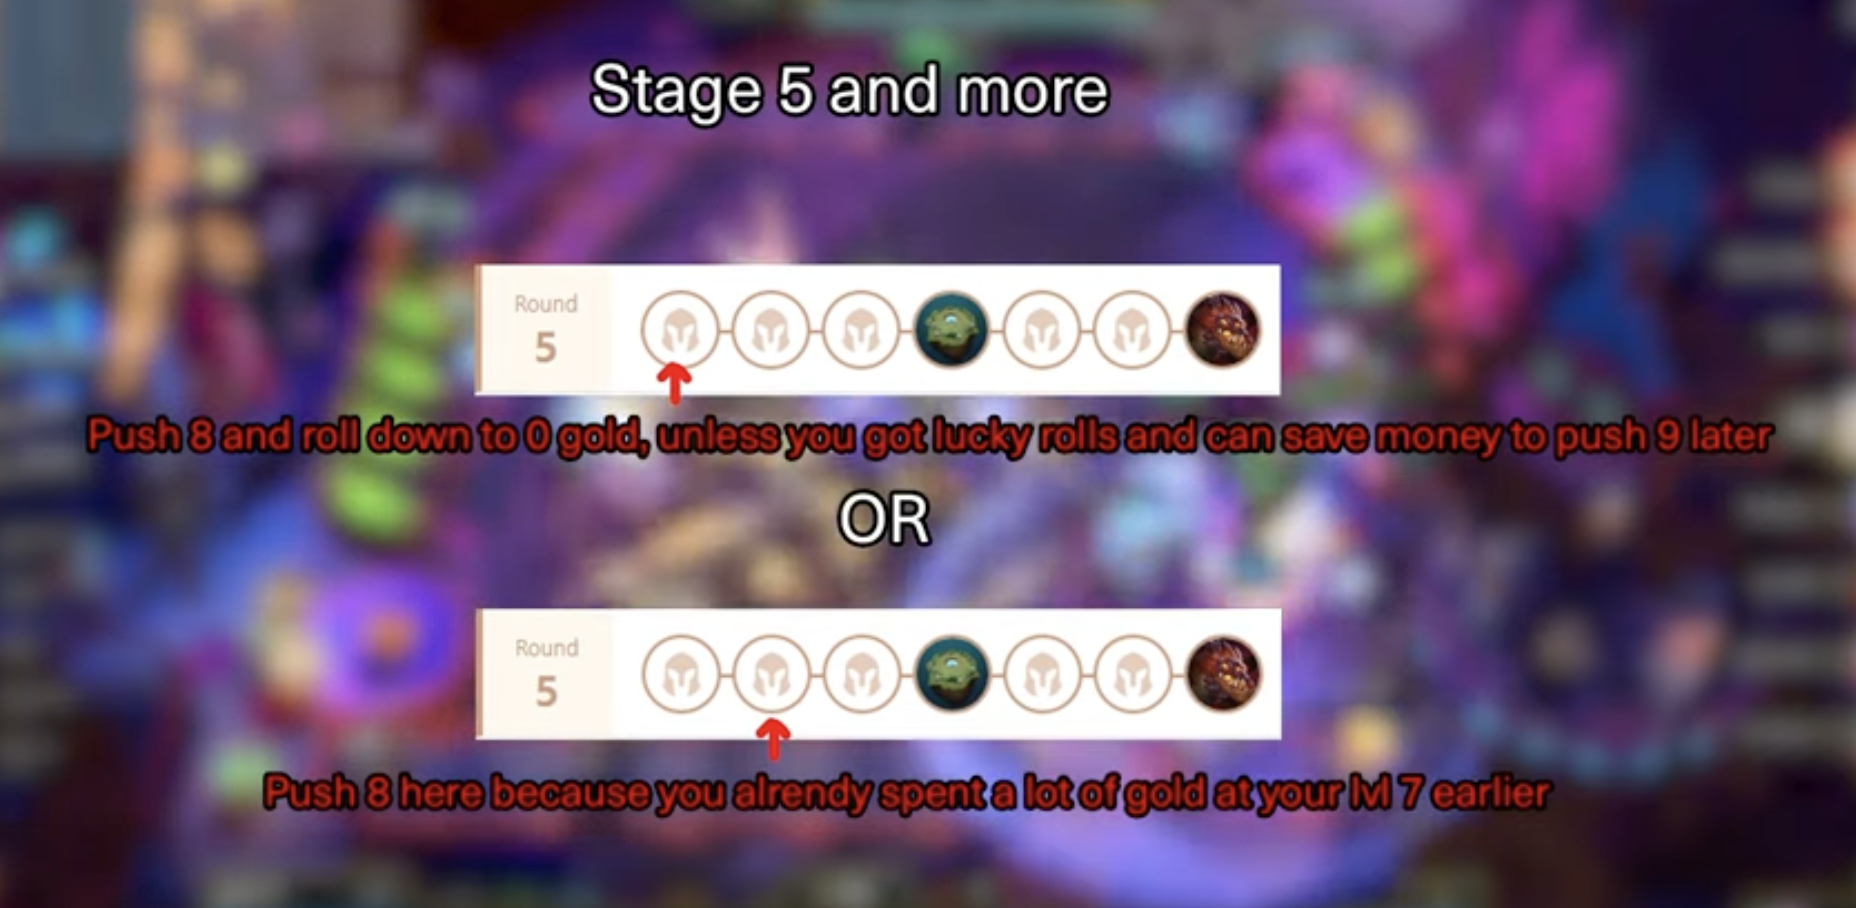 Stage 5 and more
Round
5
Push 8 and roll down to 0 gold, unless you got lucky rolls and can save money to push 9 later
OR
Round
5
Push 8 here because you alrendy spent a lot of gold at your lvl 7 earlier